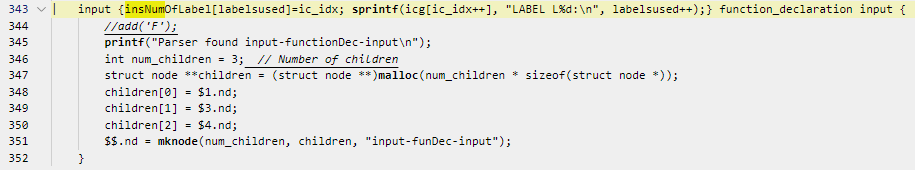 343 | input {insNumOfLabel[labelsused]=ic_idx; sprintf(icg[ic_idx++], "LABEL L%d:\n", labelsused++);} function_declaration input {
344 //add('F');
345 printf("Parser found input-functionDec-input\n");
346 int num_children = 3; // Number of children
347 struct node **children = (struct node **)malloc(num_children * sizeof(struct node *));
348 children[0] = $1.nd;
349 children[1] = $3.nd;
350 children[2] = $4.nd;
351 $$.nd = mknode(num_children, children, "input-funDec-input");
352 }